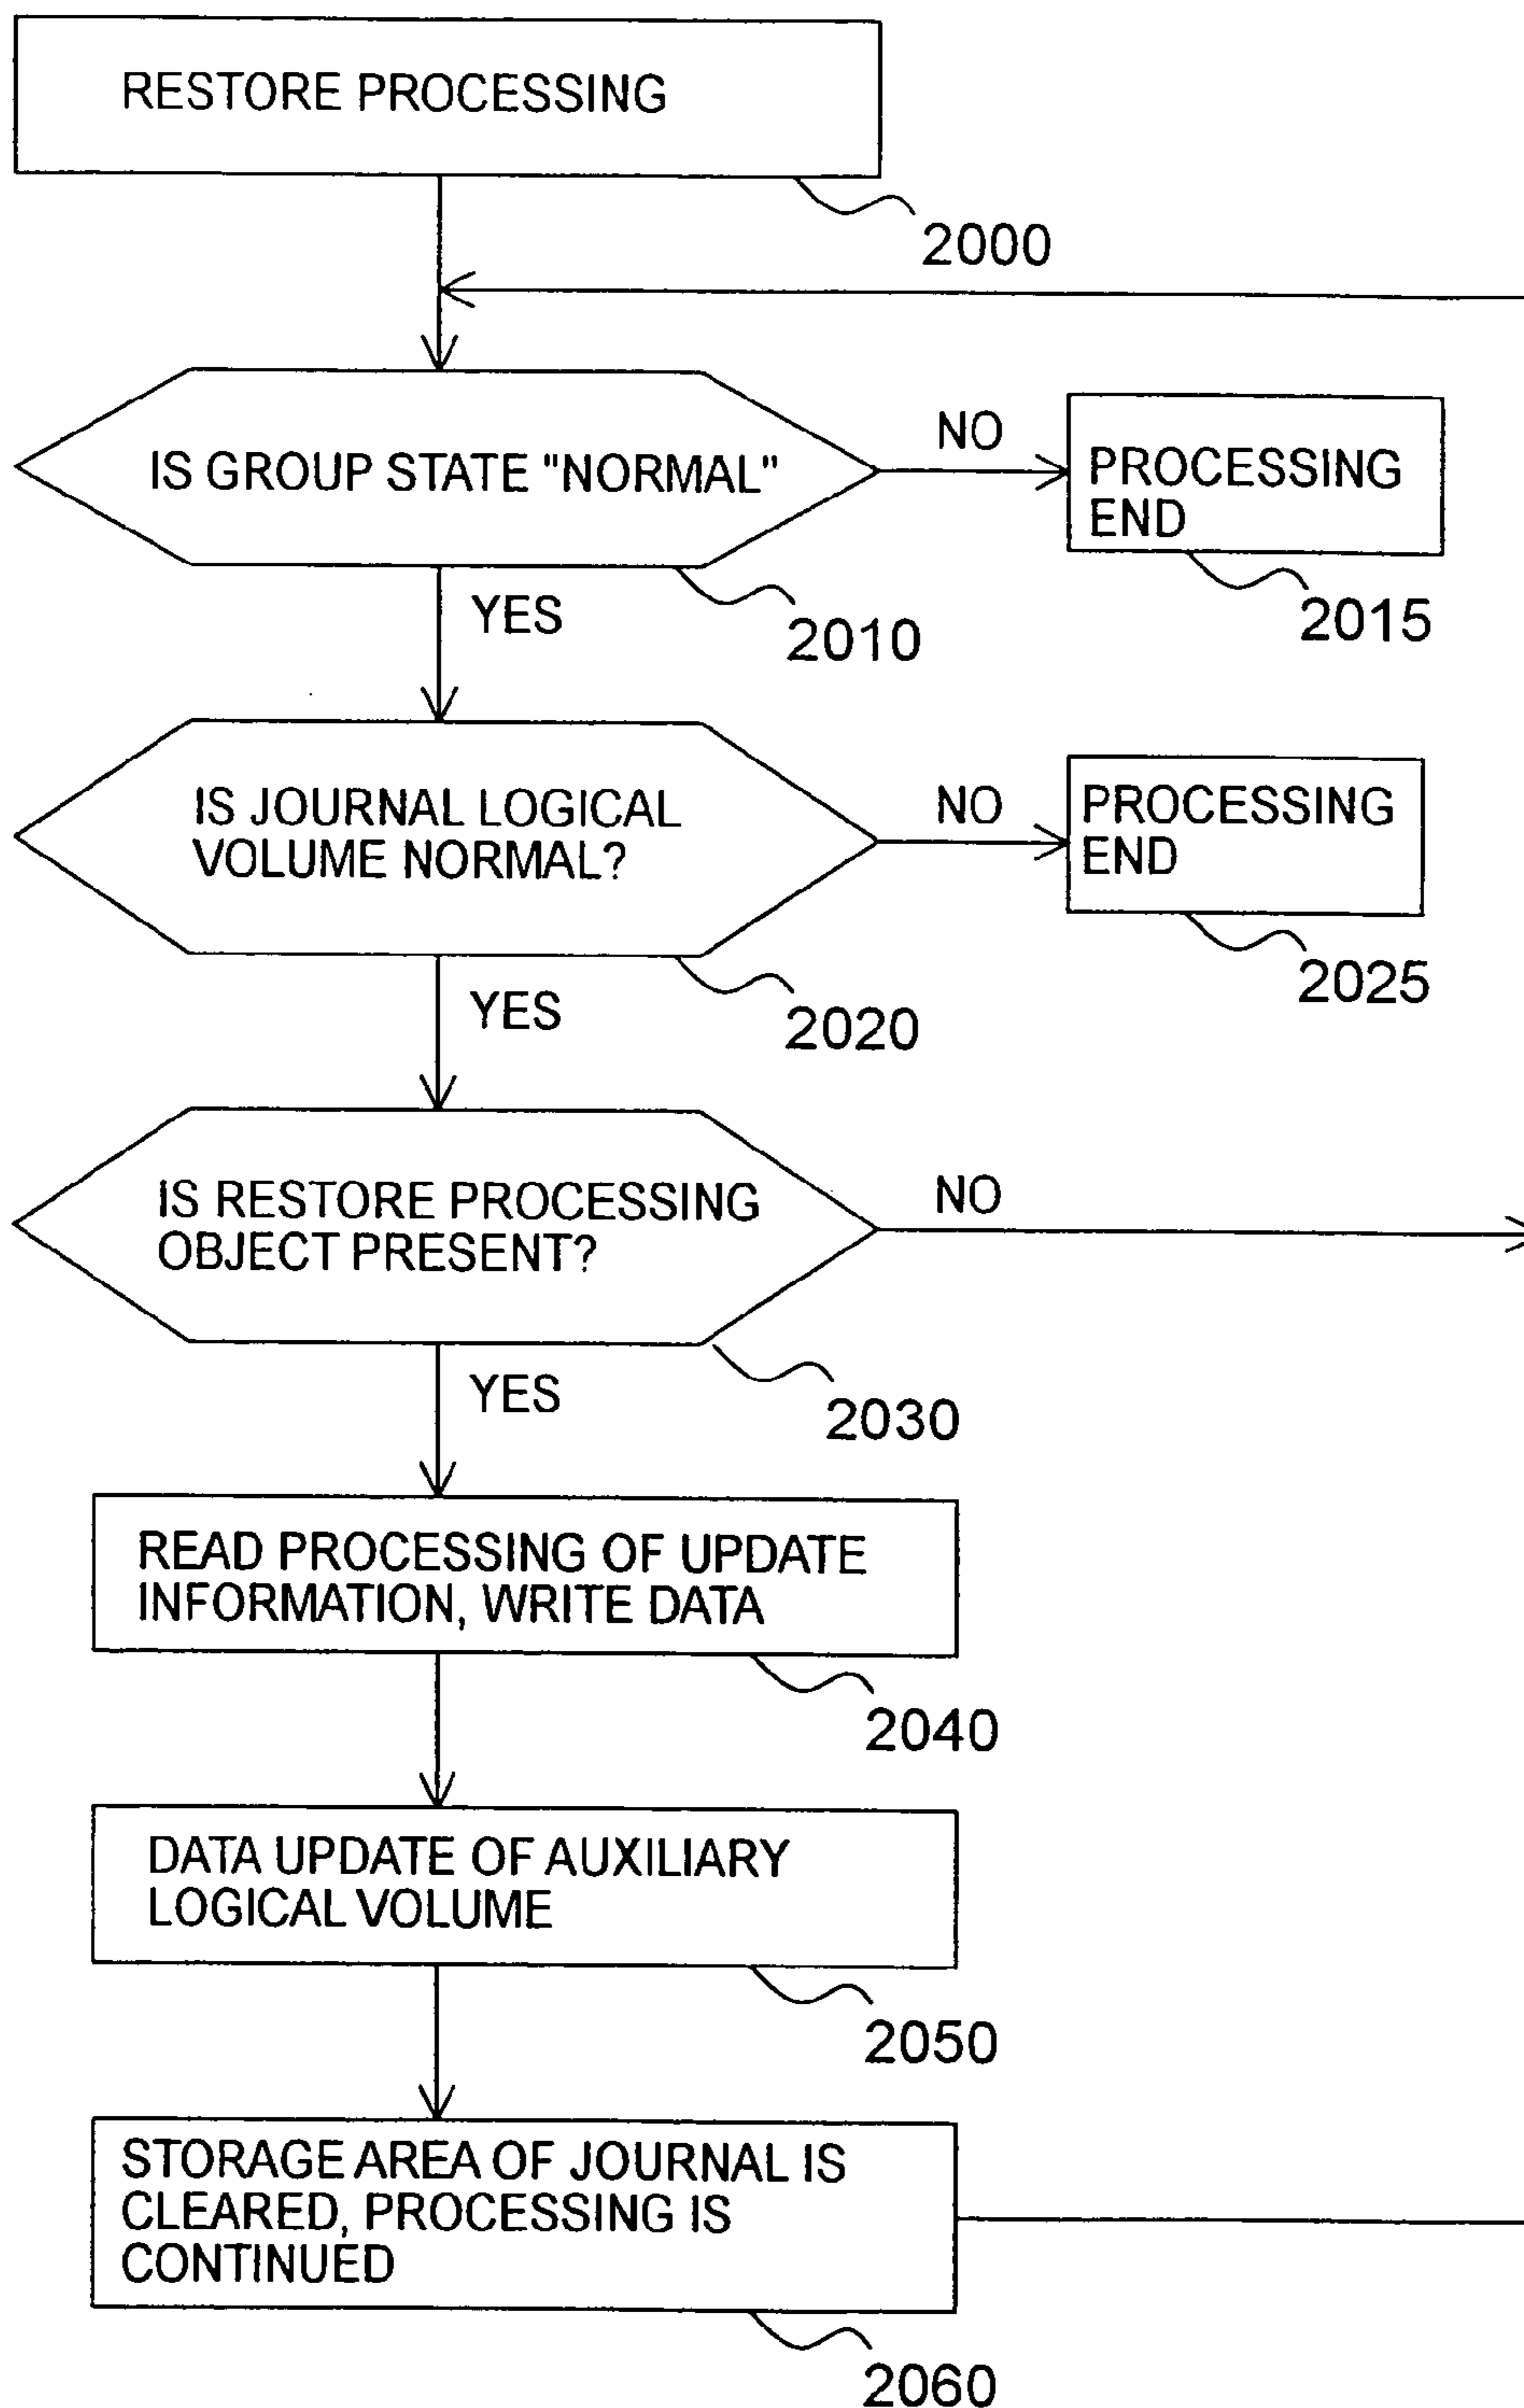 RESTORE PROCESSING
2000
IS GROUP STATE "NORMAL"
NO
PROCESSING
END
2015
2010
YES
IS JOURNAL LOGICAL
VOLUME NORMAL?
NO
PROCESSING
END
2025
2020
YES
IS RESTORE PROCESSING
OBJECT PRESENT?
NO
2030
YES
READ PROCESSING OF UPDATE
INFORMATION, WRITE DATA
2040
DATA UPDATE OF AUXILIARY
LOGICAL VOLUME
2050
STORAGE AREA OF JOURNAL IS
CLEARED, PROCESSING IS
CONTINUED
2060